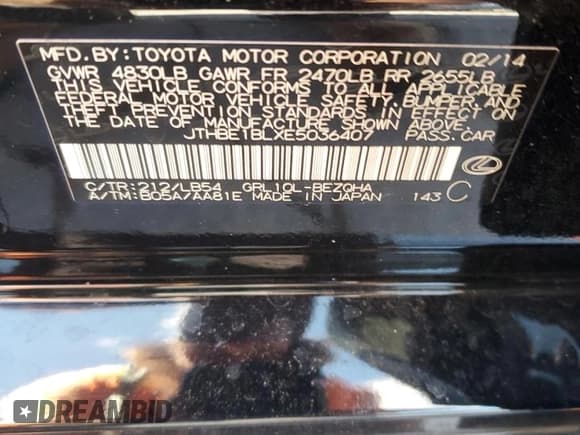 MFD.BY:TOYOTA MOTOR CORPORATION 02/14
GVWR 4830LB GAWR FR 2470LB RR 2655LB
THIS VEHICLE CONFORMS TO ALL APPLICABLE
FEDERAL MOTOR VEHICLE SAFETY, BUMPER, AND
THEFT PREVENTION STANDARDS IN EFFECT ON
THE DATE OF MANUFACTURE SHOWN ABOVE.
JTHBE1BLXE5036407 PASS.CAR
C/TR:212/LB54 GRL10L-BEZQHA
A/TM:B05A/AA81E MADE IN JAPAN 143 C
DREAMBID